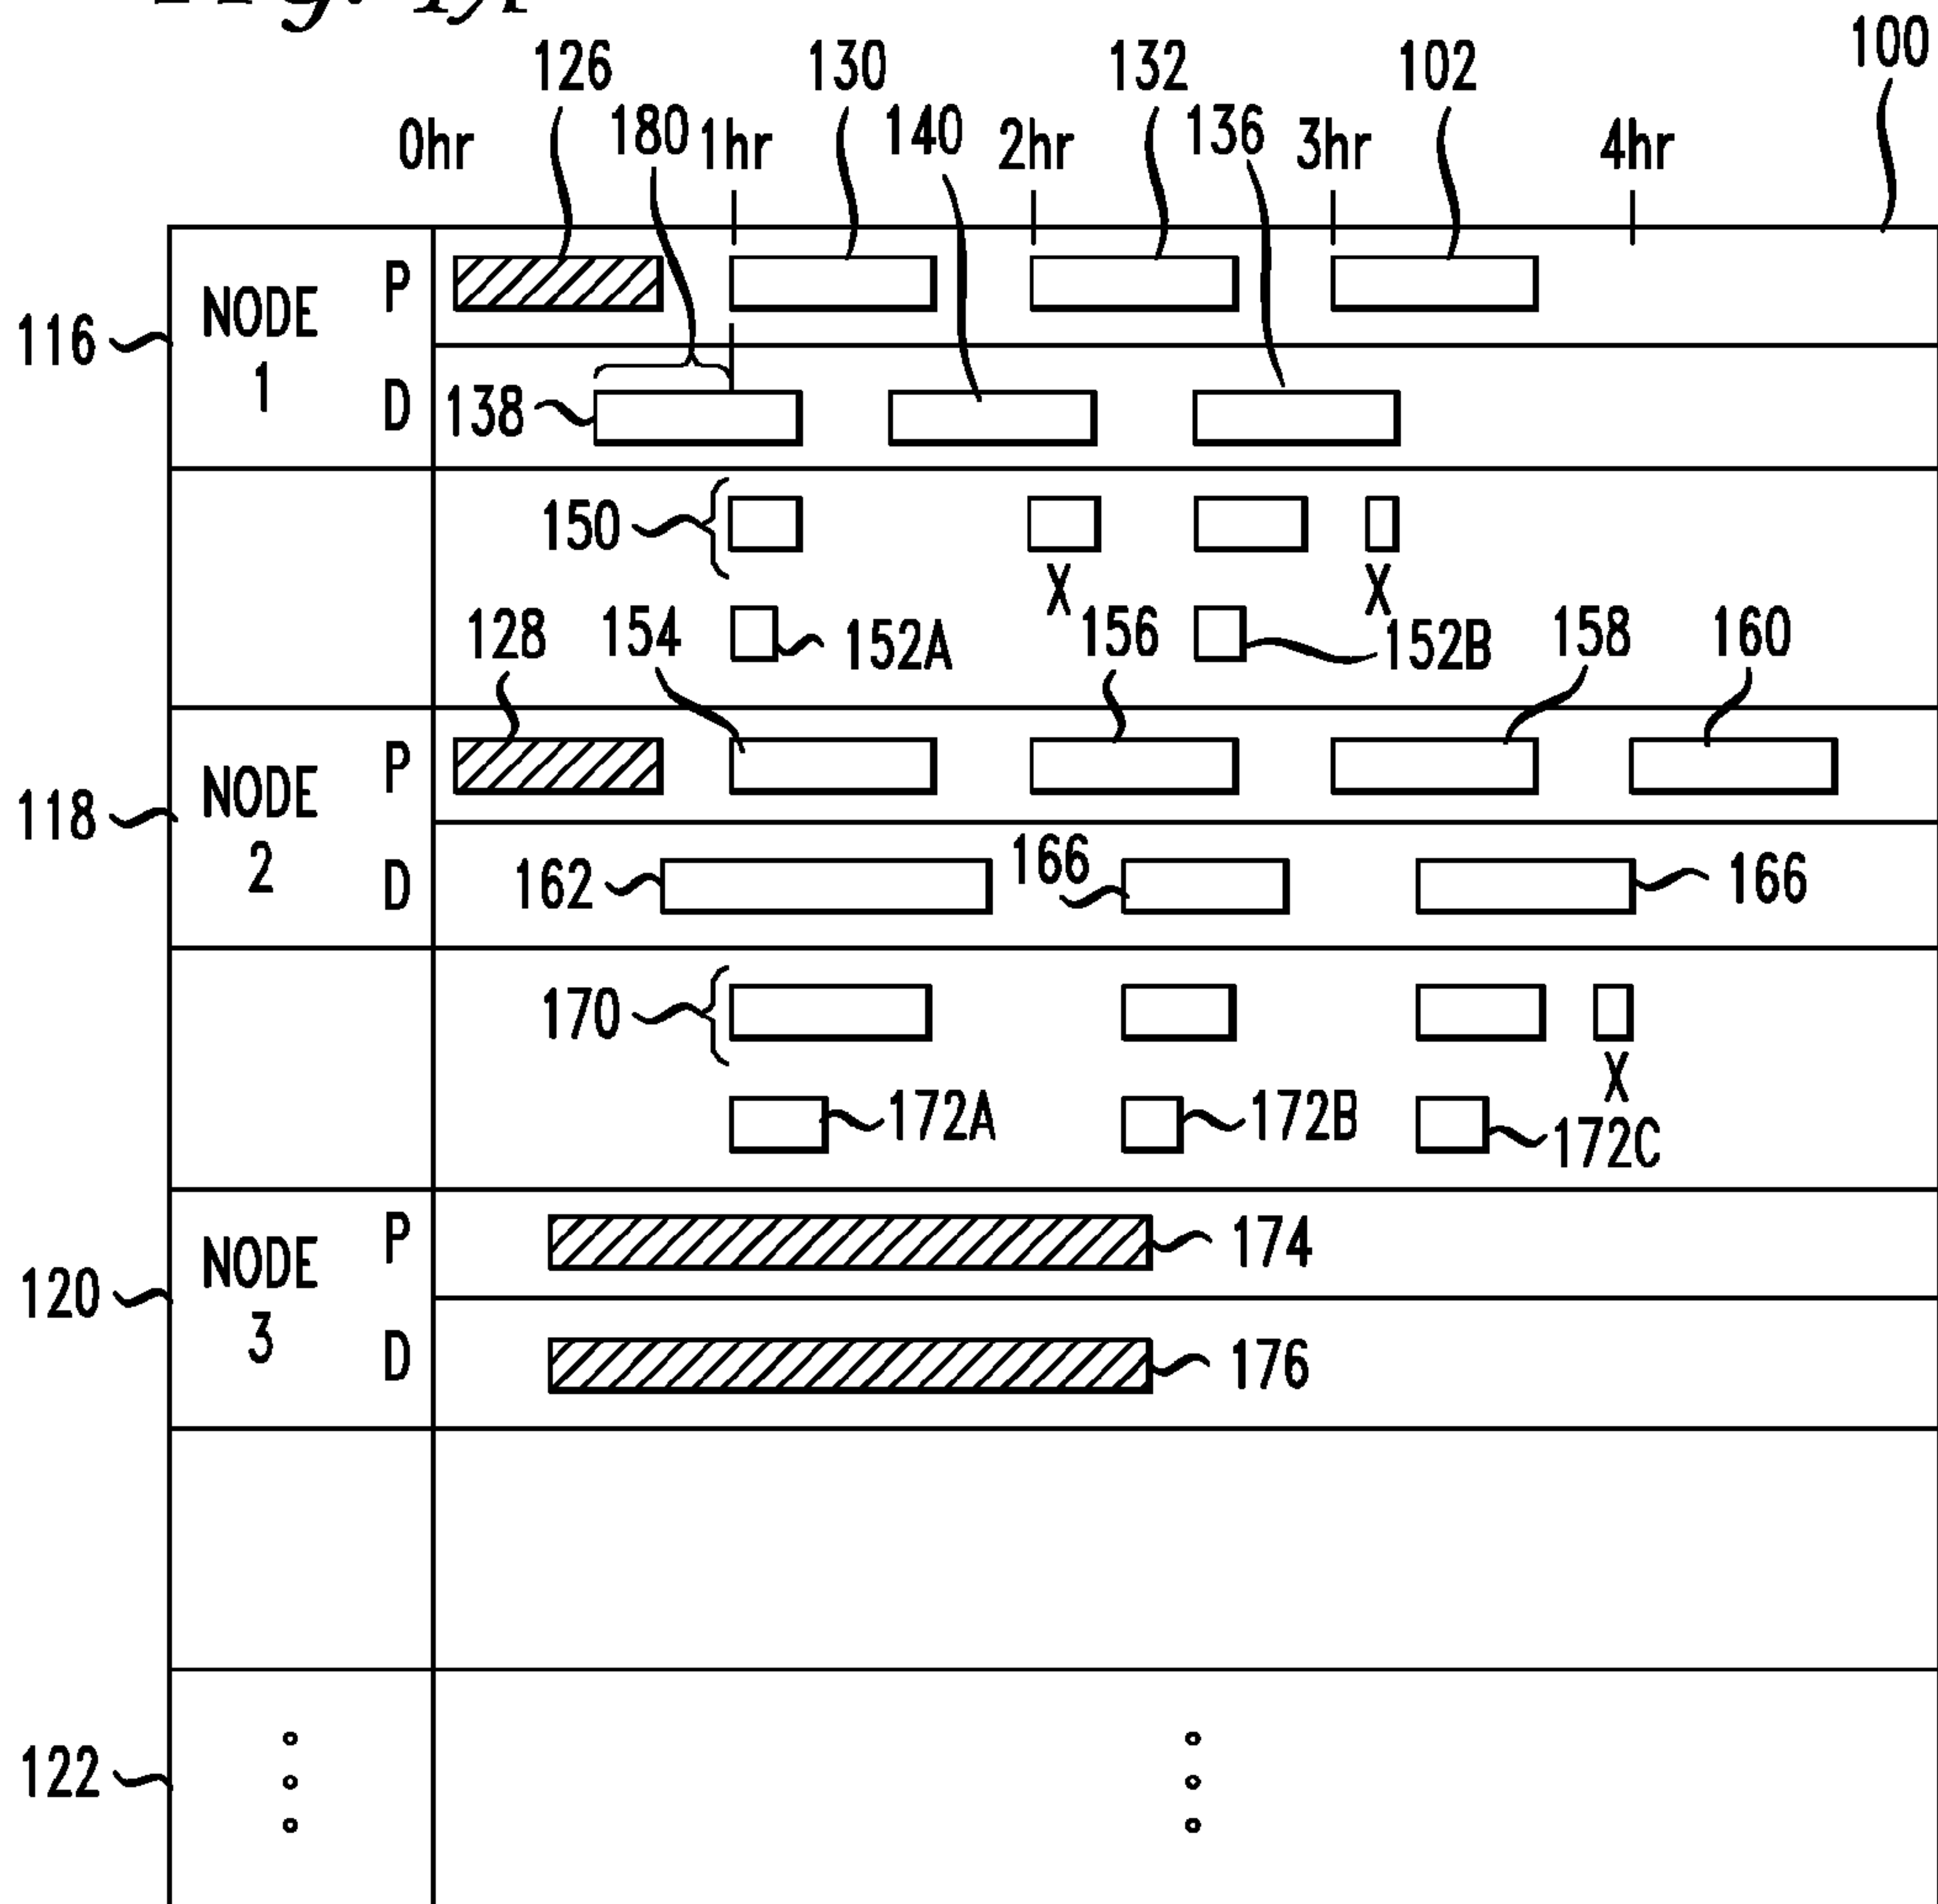 126 130 132 102 100
0hr 180 1hr 140 2hr 136 3hr 4hr
116 NODE 1 P
D 138
150
X X
128 154 152A 156 152B 158 160
118 NODE 2 P
D 162 166 166
170
X
172A 172B 172C
120 NODE 3 P 174
D 176
122